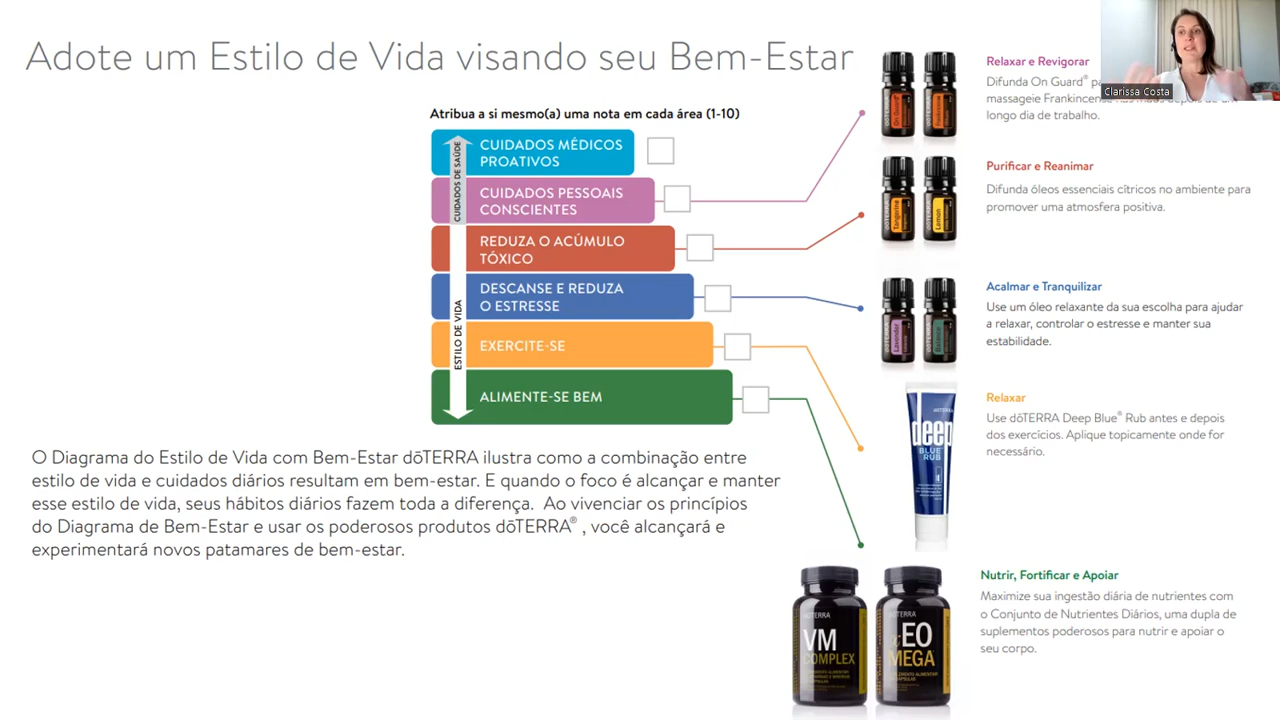 Adote um Estilo de Vida visando seu Bem-Estar
Atribua a si mesmo(a) uma nota em cada área (1-10)
CUIDADOS DE SAÚDE
ESTILO DE VIDA
CUIDADOS MÉDICOS
PROATIVOS
CUIDADOS PESSOAIS
CONSCIENTES
REDUZA O ACÚMULO
TÓXICO
DESCANSE E REDUZA
O ESTRESSE
EXERCITE-SE
ALIMENTE-SE BEM
O Diagrama do Estilo de Vida com Bem-Estar dōTERRA ilustra como a combinação entre
estilo de vida e cuidados diários resultam em bem-estar. E quando o foco é alcançar e manter
esse estilo de vida, seus hábitos diários fazem toda a diferença. Ao vivenciar os princípios
do Diagrama de Bem-Estar e usar os poderosos produtos dōTERRA® , você alcançará e
experimentará novos patamares de bem-estar.
Relaxar e Revigorar
Difunda On Guard®
massageie Frankincense
longo dia de trabalho.
Clarissa Costa
Purificar e Reanimar
Difunda óleos essenciais cítricos no ambiente para
promover uma atmosfera positiva.
Tangerine
Lemon
Acalmar e Tranquilizar
Use um óleo relaxante da sua escolha para ajudar
a relaxar, controlar o estresse e manter sua
estabilidade.
Lavender
Relaxar
Use dōTERRA Deep Blue® Rub antes e depois
dos exercícios. Aplique topicamente onde for
necessário.
deep
BLUE
RUB
Nutrir, Fortificar e Apoiar
Maximize sua ingestão diária de nutrientes com
o Conjunto de Nutrientes Diários, uma dupla de
suplementos poderosos para nutrir e apoiar o
seu corpo.
VM
COMPLEX
xEO
MEGA